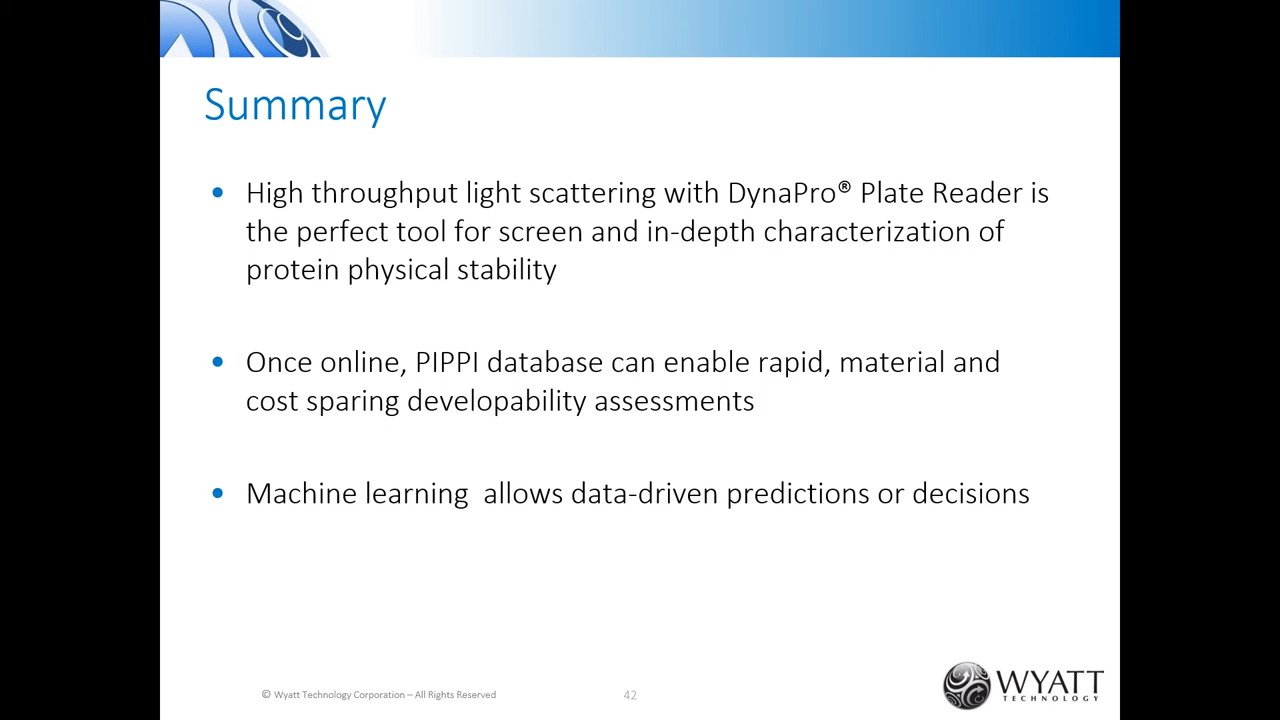 Summary
• High throughput light scattering with DynaPro® Plate Reader is
the perfect tool for screen and in-depth characterization of
protein physical stability
• Once online, PIPPI database can enable rapid, material and
cost sparing developability assessments
• Machine learning  allows data-driven predictions or decisions
© Wyatt Technology Corporation – All Rights Reserved
42
WYATT
TECHNOLOGY